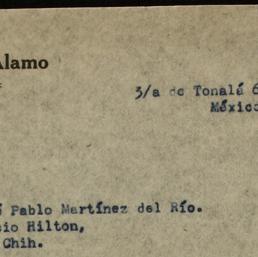 Alamo
3/a de Tonalá 6
México
Pablo Martínez del Río.
cio Hilton,
Chih.